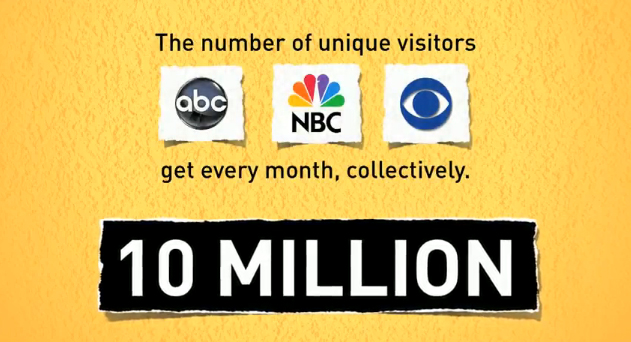 The number of unique visitors
abc NBC
get every month, collectively.
10 MILLION